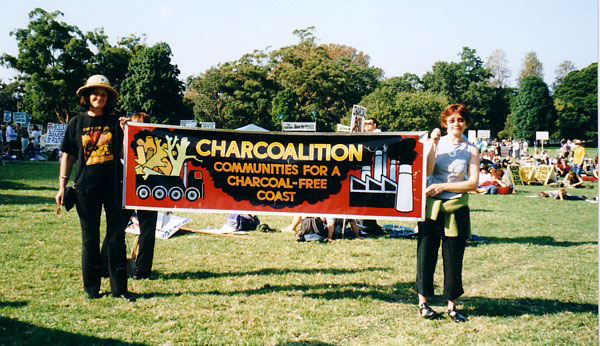 CHARCOALITION
COMMUNITIES FOR A
CHARCOAL-FREE
COAST